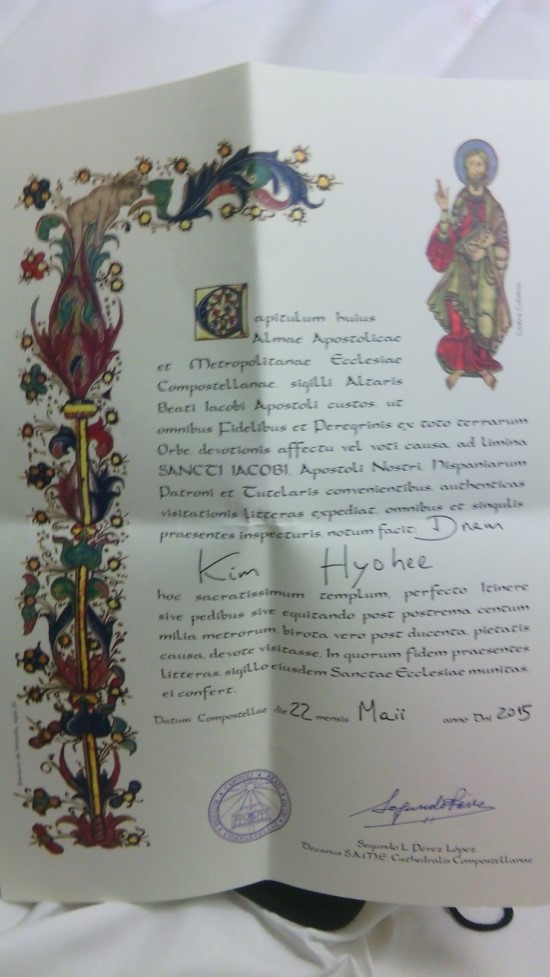 Capitulum huius
Almae Apostolicae
et Metropolitanae Ecclesiae
Compostellanae, sigilli Altaris
Beati Iacobi Apostoli custos, ut
omnibus Fidelibus et Peregrinis ex toto terrarum
Orbe, devotionis affectu vel voti causa, ad limina
SANCTI IACOBI, Apostoli Nostri, Hispaniarum
Patroni et Tutelaris convenientibus, authenticas
visitationis litteras expediat, omnibus et singulis
praesentes inspecturis, notum facit: Dnam
Kim Hyohee
hoc sacratissimum templum, perfecto Itinere
sive pedibus sive equitando post postrema centum
milia metrorum, birota vero post ducenta, pietatis
causa, devote visitasse. In quorum fidem praesentes
litteras, sigillo eiusdem Sanctae Ecclesiae munitas,
ei confert.
Datum Compostellae die 22 mensis Maii anno Dni 2015
Segundo L. Pérez López
Decanus S.A.M.E. Cathedralis Compostellanae